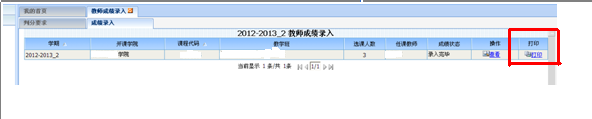 我的首页 教师成绩录入
列分要求 成绩录入
2012-2013_2 教师成绩录入
学期 开课学院 课程代码 教学班 选课人数 任课教师 成绩状态 操作 打印
2012-2013_2 学院 3 录入完毕 查看 打印
当前显示 1 条/共 1条 1/1